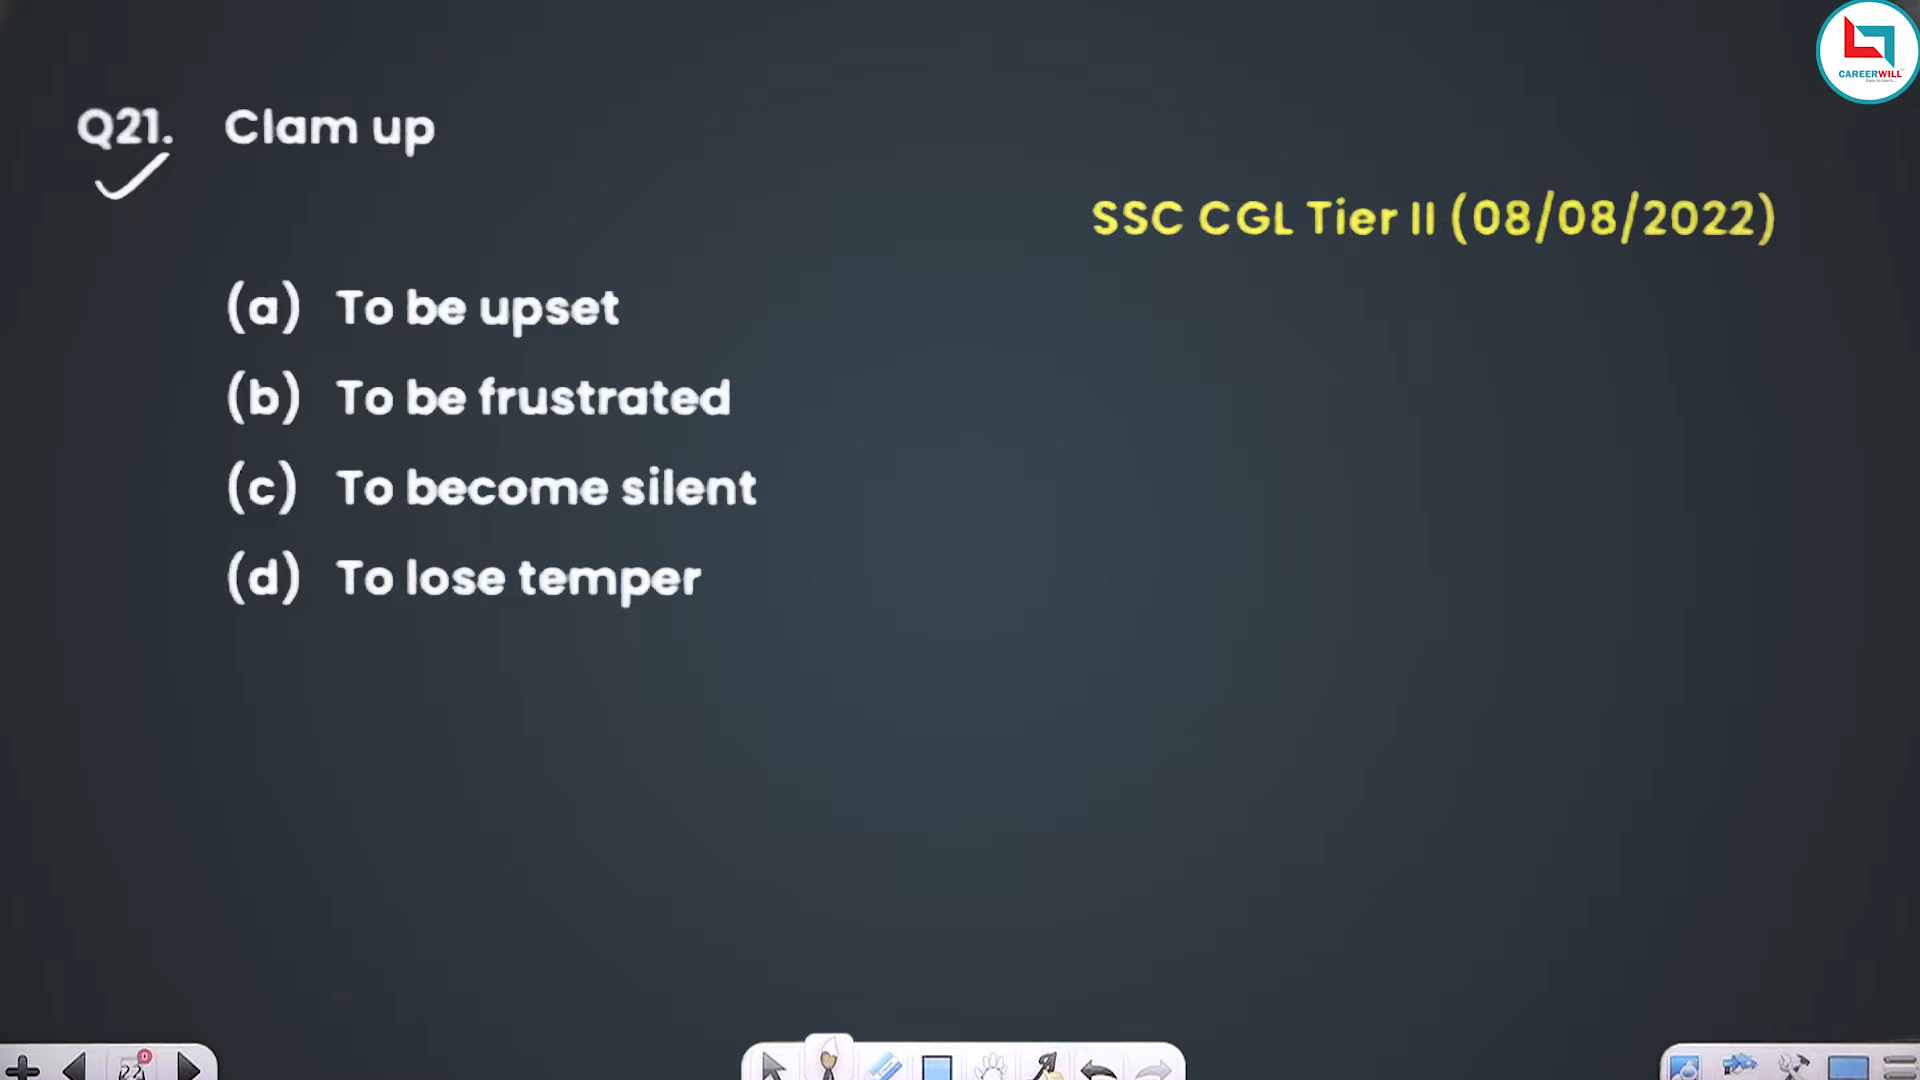 CAREERWILL
Q21. Clam up
SSC CGL Tier II (08/08/2022)
(a) To be upset
(b) To be frustrated
(c) To become silent
(d) To lose temper
22